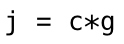 j = c*g